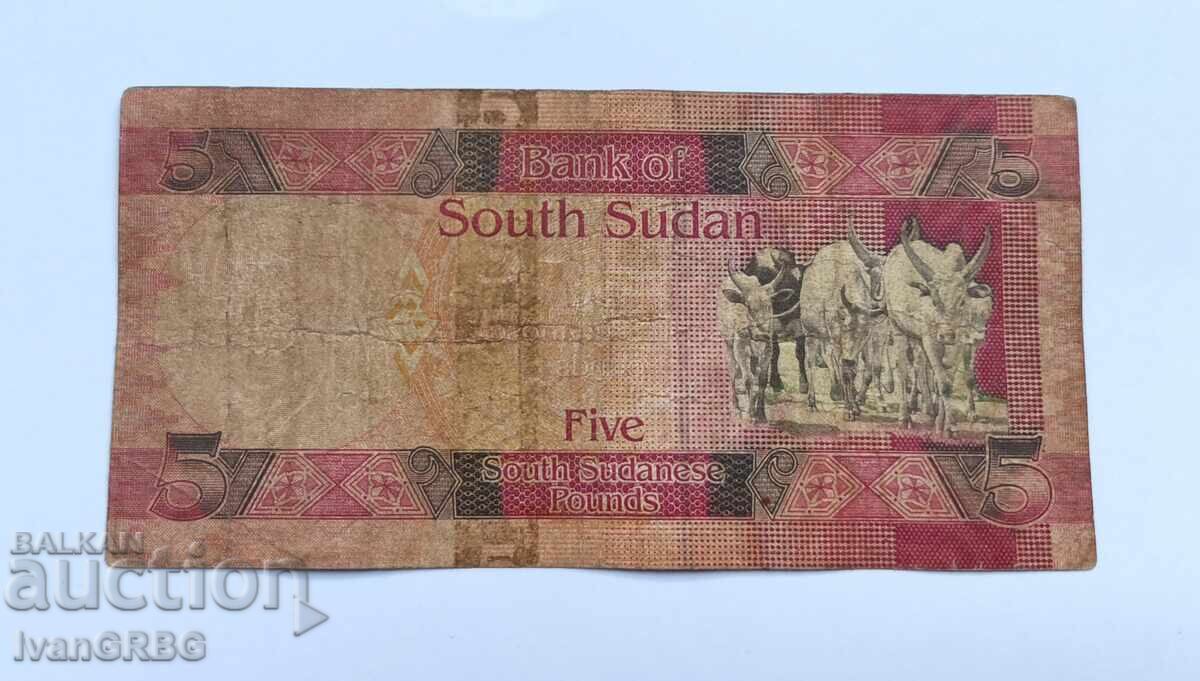 5
5
Bank of
South Sudan
Five
5
5
South Sudanese
Pounds
BALKAN
auction
IvanGRBG